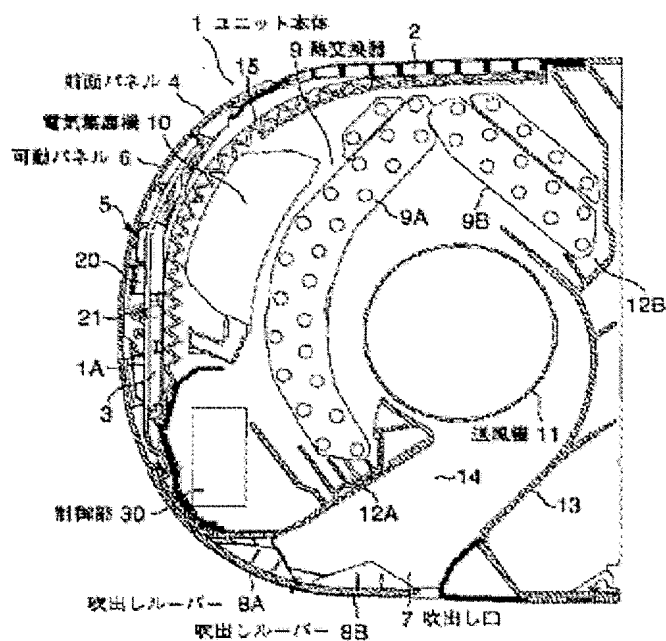 1 ユニット本体
9 熱交換器
2
15
前面パネル 4
電気集塵機 10
可動パネル 6
5
9A
9B
20
12B
21
1A
3
送風機 11
14
制御部 30
12A
13
吹出しルーバー 8A
7 吹出し口
吹出しルーバー 8B